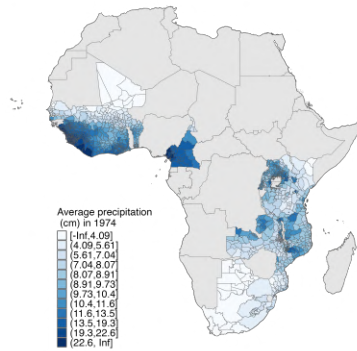 Average precipitation
(cm) in 1974
[-Inf,4.09]
(4.09,5.61]
(5.61,7.04]
(7.04,8.07]
(8.07,8.91]
(8.91,9.73]
(9.73,10.4]
(10.4,11.6]
(11.6,13.5]
(13.5,19.3]
(19.3,22.6]
(22.6, Inf]